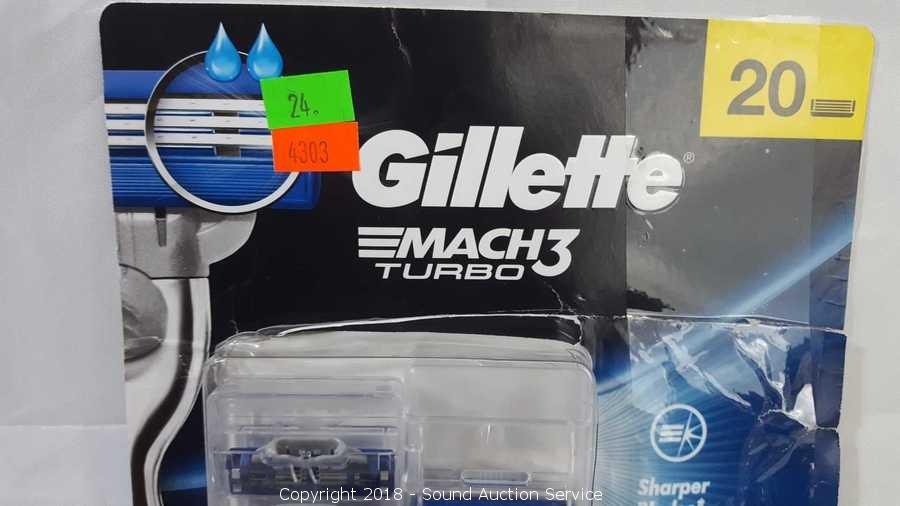 24.
4303
20
Gillette®
MACH3
TURBO
Sharper
Copyright 2018 - Sound Auction Service